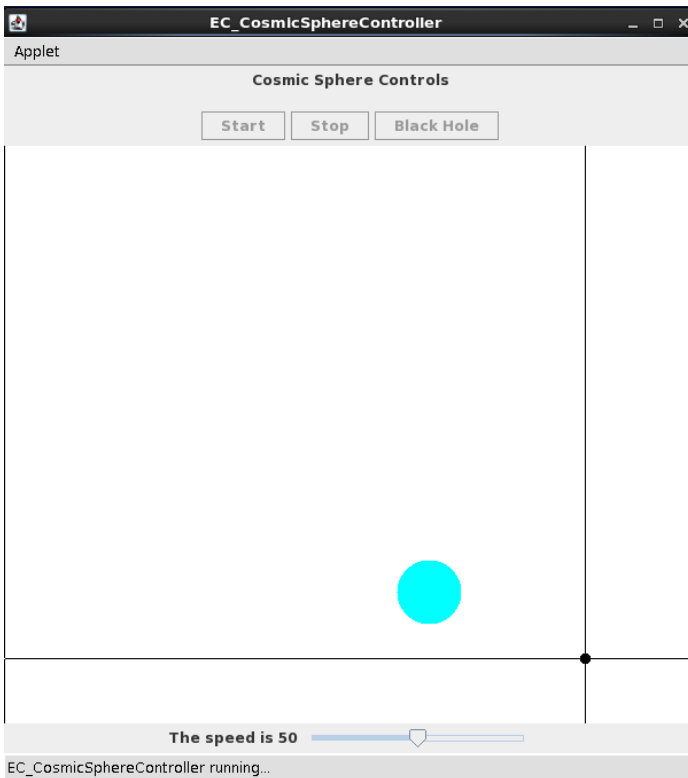 EC_CosmicSphereController
Applet
Cosmic Sphere Controls
Start Stop Black Hole
The speed is 50
EC_CosmicSphereController running...